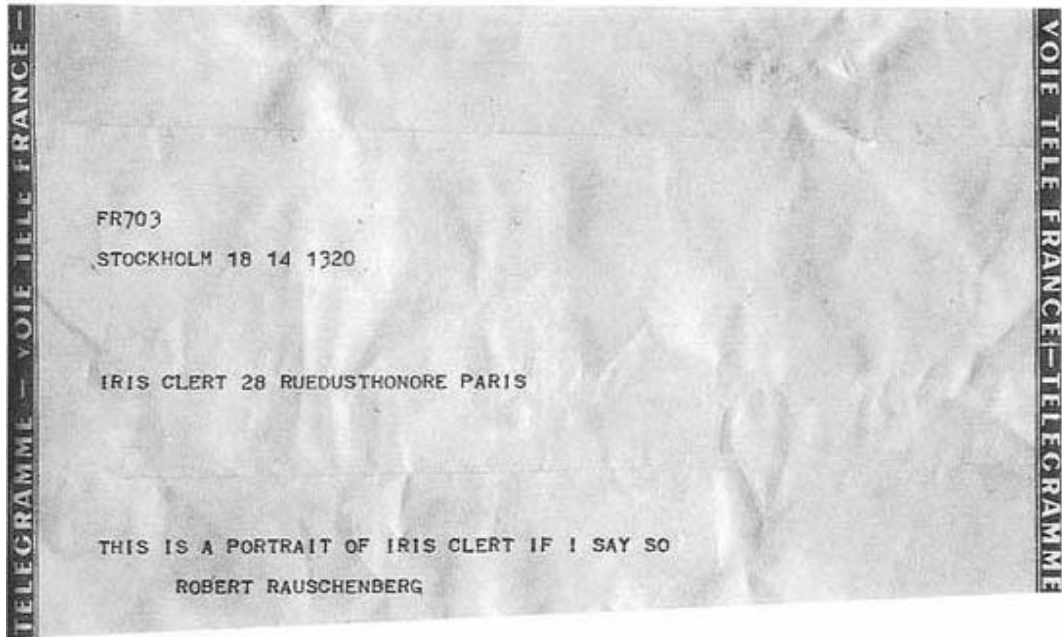 TELEGRAMME — VOIE TELE FRANCE —
FR703
STOCKHOLM 18 14 1320
IRIS CLERT 28 RUEDUSTHONORE PARIS
THIS IS A PORTRAIT OF IRIS CLERT IF I SAY SO
ROBERT RAUSCHENBERG
VOIE TELE FRANCE—TELEGRAMME